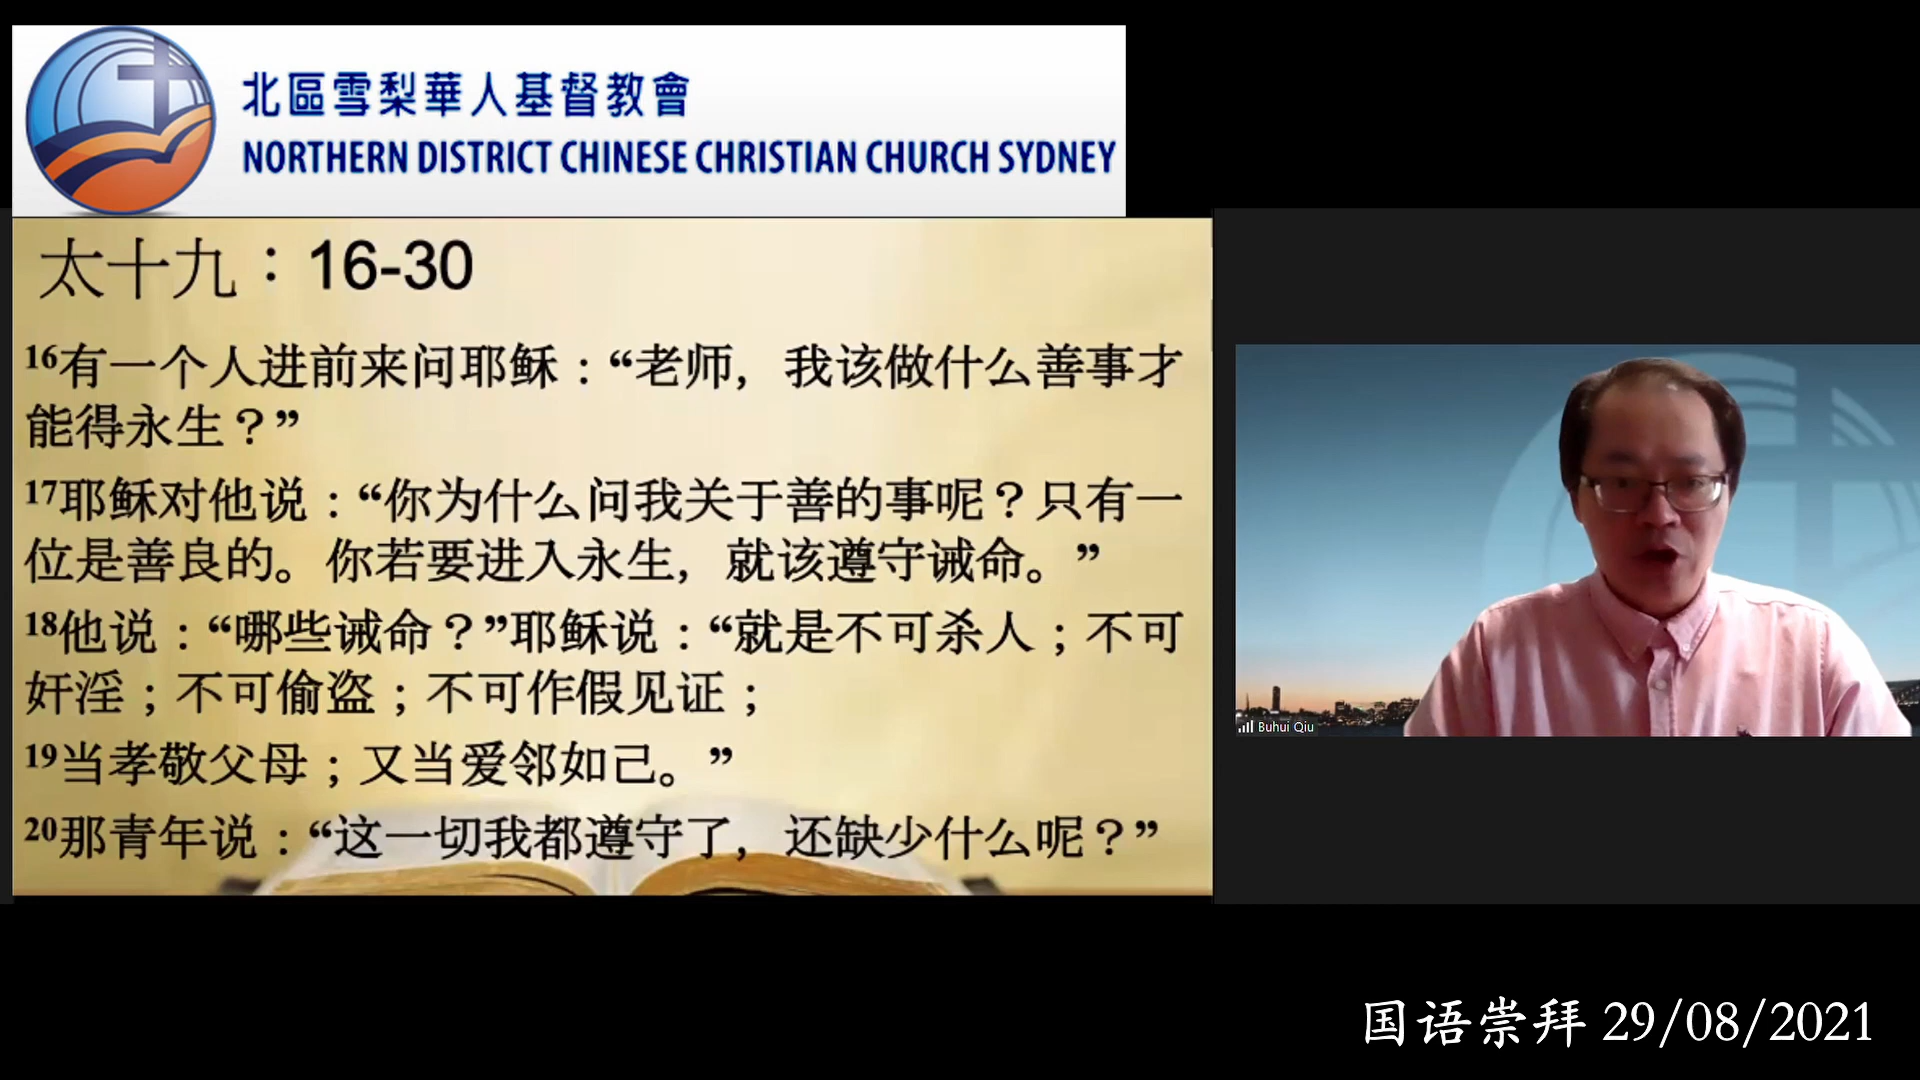 北區雪梨華人基督教會
NORTHERN DISTRICT CHINESE CHRISTIAN CHURCH SYDNEY
太十九：16-30
16有一个人进前来问耶稣：“老师，我该做什么善事才
能得永生？”
17耶稣对他说：“你为什么问我关于善的事呢？只有一
位是善良的。你若要进入永生，就该遵守诫命。”
18他说：“哪些诫命？”耶稣说：“就是不可杀人；不可
奸淫；不可偷盗；不可作假见证；
19当孝敬父母；又当爱邻如己。”
20那青年说：“这一切我都遵守了，还缺少什么呢？”
Buhui Qiu
国语崇拜 29/08/2021